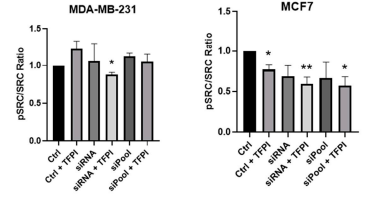 MDA-MB-231
pSRC/SRC Ratio
1.5
1.0
0.5
0.0
*
Ctrl
Ctrl + TFPI
siRNA
siRNA + TFPI
siPool
siPool + TFPI
MCF7
pSRC/SRC Ratio
1.5
1.0
0.5
0.0
*
**
*
Ctrl
Ctrl + TFPI
siRNA
siRNA + TFPI
siPool
siPool + TFPI